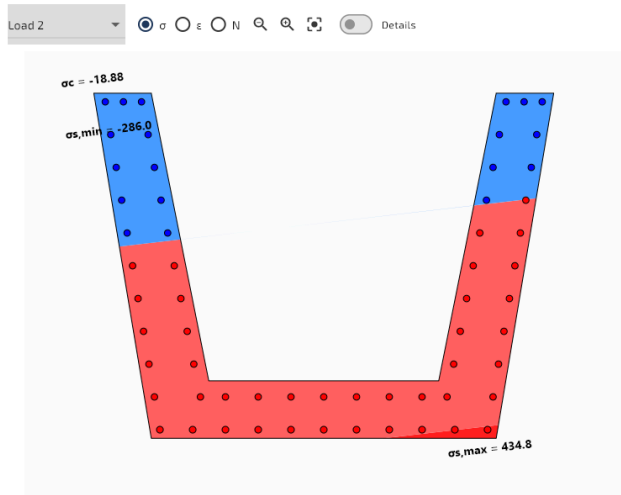 Load 2 σ ε N Details
σc = -18.88
σs,min = -286.0
σs,max = 434.8